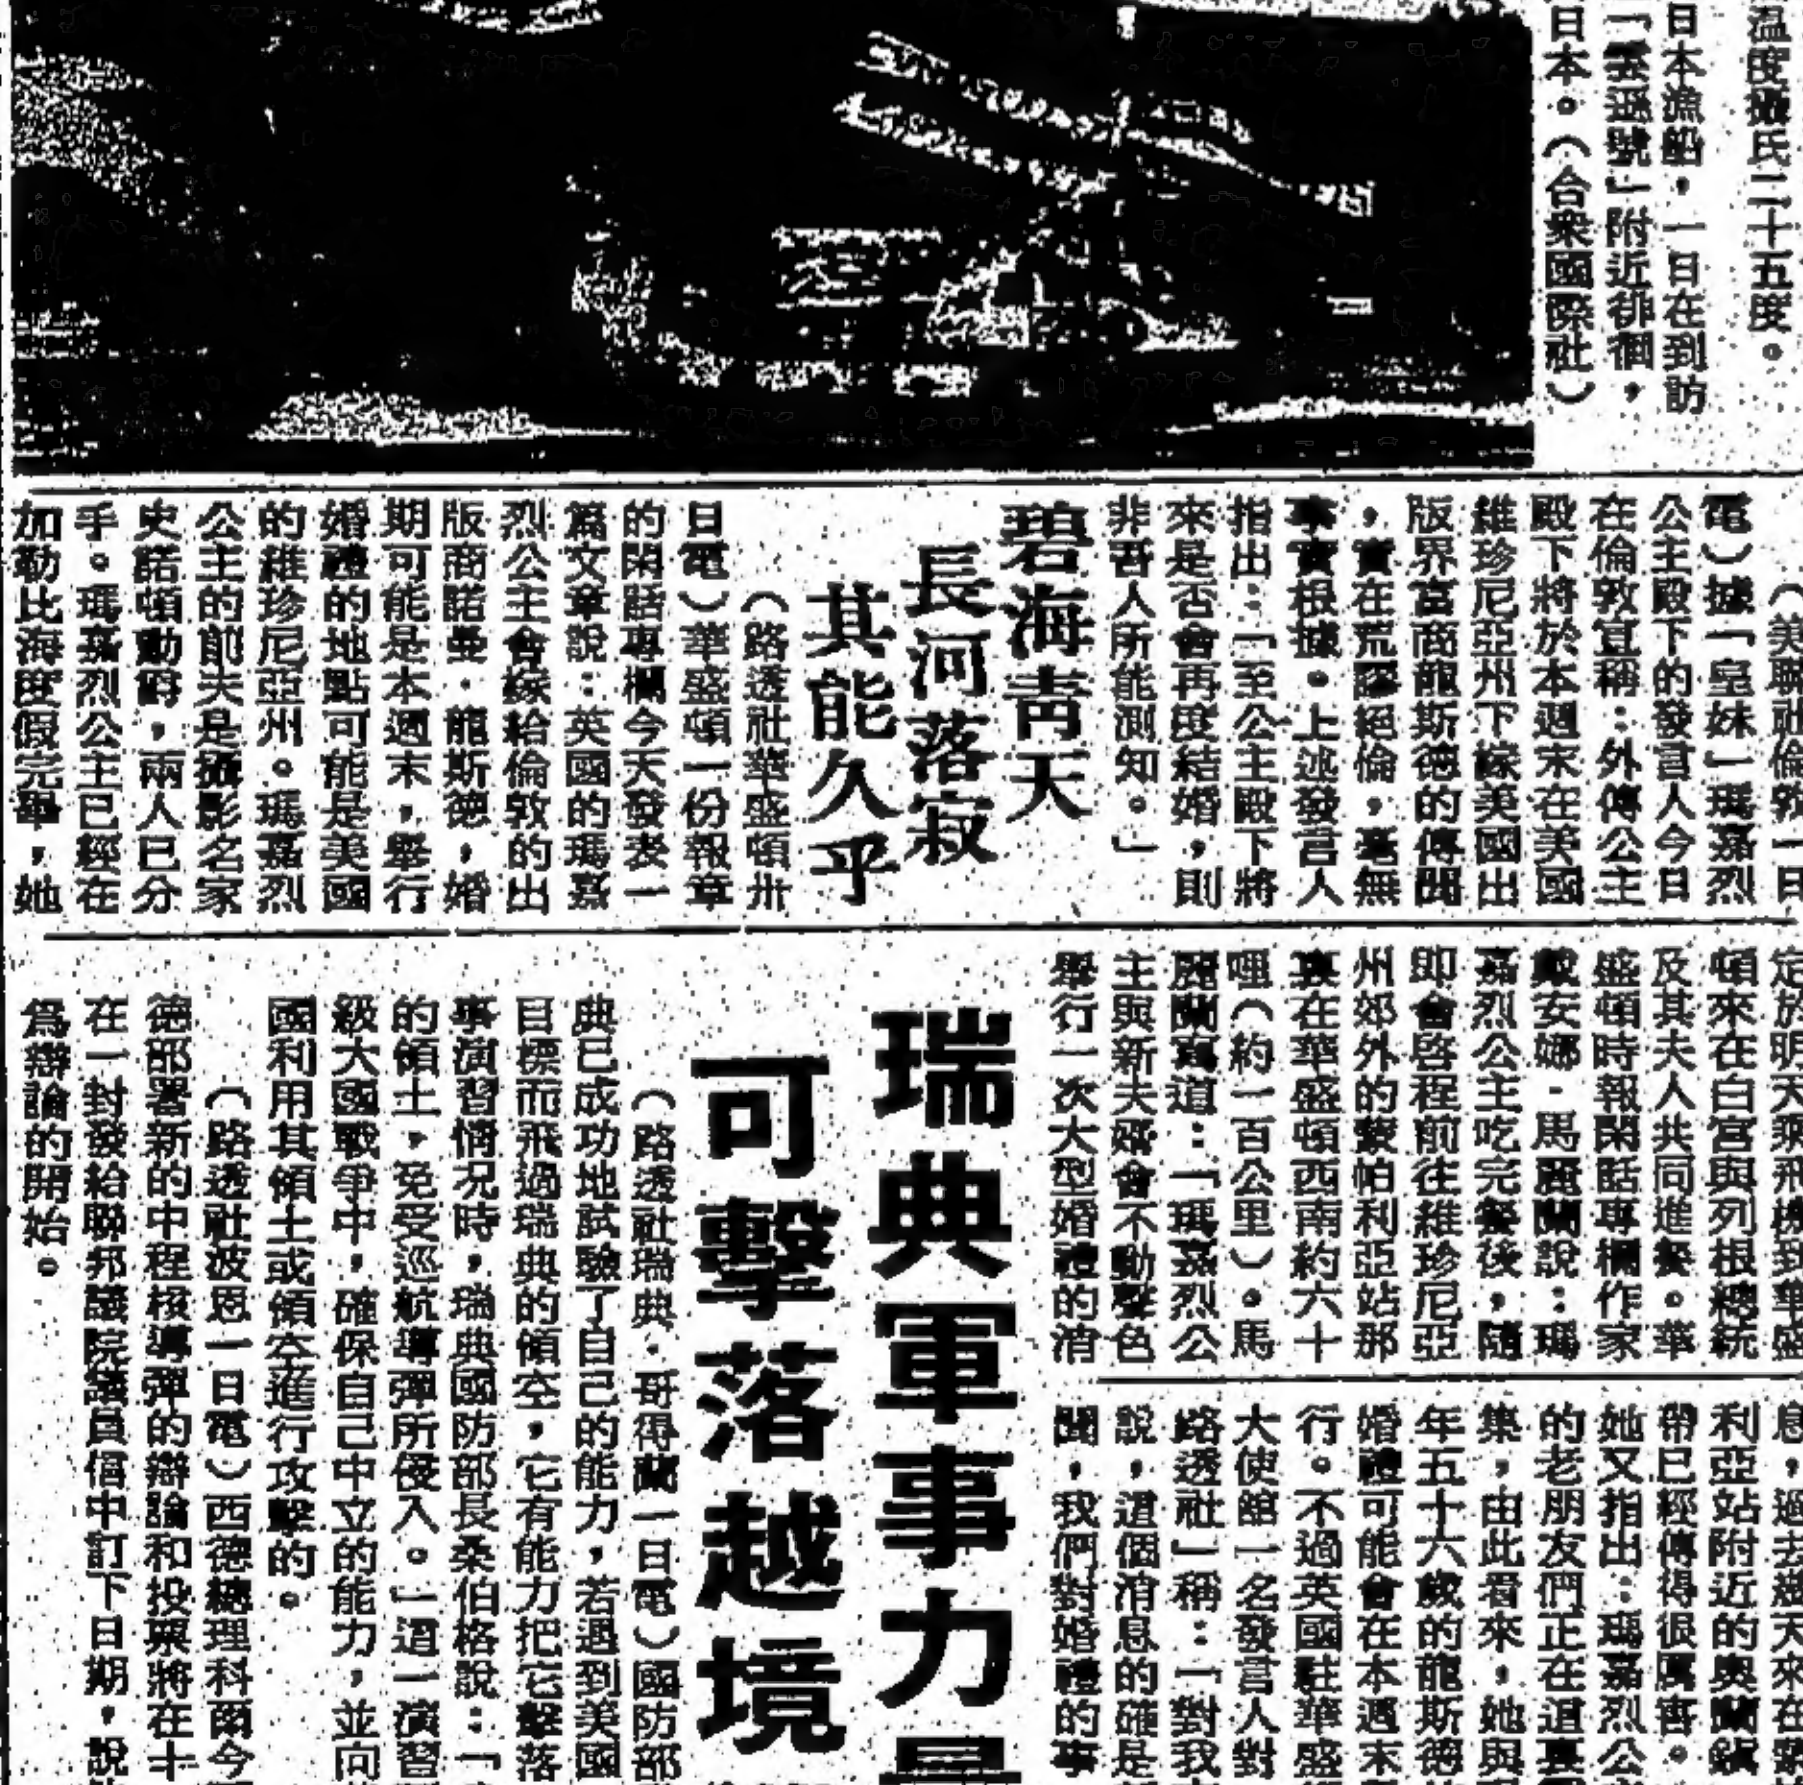 温度攝氏二十五度。
日本漁船，一日在到訪
「雲遜號」附近徘徊，
日本。（合衆國際社）
（美聯社倫敦一日
電）據「皇妹」瑪嘉烈
公主殿下的發言人今日
在倫敦宣稱：外傳公主
殿下將於本週末在美國
維珍尼亞州下嫁美國出
版界富商龍斯德的傳聞
，實在荒謬絕倫，毫無
事實根據。上述發言人
指出：「至公主殿下將
來是否會再度結婚，則
非吾人所能測知。」
碧海青天
長河落寂
其能久乎
（路透社華盛頓卅
日電）華盛頓一份報章
的閑話專欄今天發表一
篇文章說：英國的瑪嘉
烈公主會嫁給倫敦的出
版商諾曼·龍斯德，婚
期可能是本週末，舉行
婚禮的地點可能是美國
的維珍尼亞州。瑪嘉烈
公主的前夫是攝影名家
史諾頓勳爵，兩人已分
手。瑪嘉烈公主已經在
加勒比海度假完畢，她
定於明天乘飛機到華盛
頓來在白宮與列根總統
及其夫人共同進餐。華
盛頓時報閑話專欄作家
戴安娜·馬麗蘭說：瑪
嘉烈公主吃完餐後，隨
即會啓程前往維珍尼亞
州郊外的蒙帕利亞站那
裏在華盛頓西南約六十
哩（約一百公里）。馬
麗蘭寫道：「瑪嘉烈公
主與新夫婿會不動聲色
舉行一次大型婚禮的消
息，過去幾天來在蒙
利亞站附近的奧蘭鎮
帶已經傳得很厲害。
她又指出：瑪嘉烈公
的老朋友們正在這裏
集，由此看來，她與
年五十六歲的龍斯德
婚禮可能會在本週末
行。不過英國駐華盛
大使館一名發言人對
路透社」稱：「對我
說，這個消息的確是
聞，我們對婚禮的事
瑞典軍事力量
可擊落越境
（路透社瑞典·哥得蘭一日電）國防部
典已成功地試驗了自己的能力，若遇到美國
目標而飛過瑞典的領空，它有能力把它擊落
事演習情况時，瑞典國防部長桑伯格說：「
的領土，免受巡航導彈所侵入。」這一演習
級大國戰爭中，確保自己中立的能力，並向
國利用其領土或領空進行攻擊的。
（路透社波恩一日電）西德總理科爾今
德部署新的中程核導彈的辯論和投票將在十
在一封發給聯邦議院議員信中訂下日期，說
爲辯論的開始。